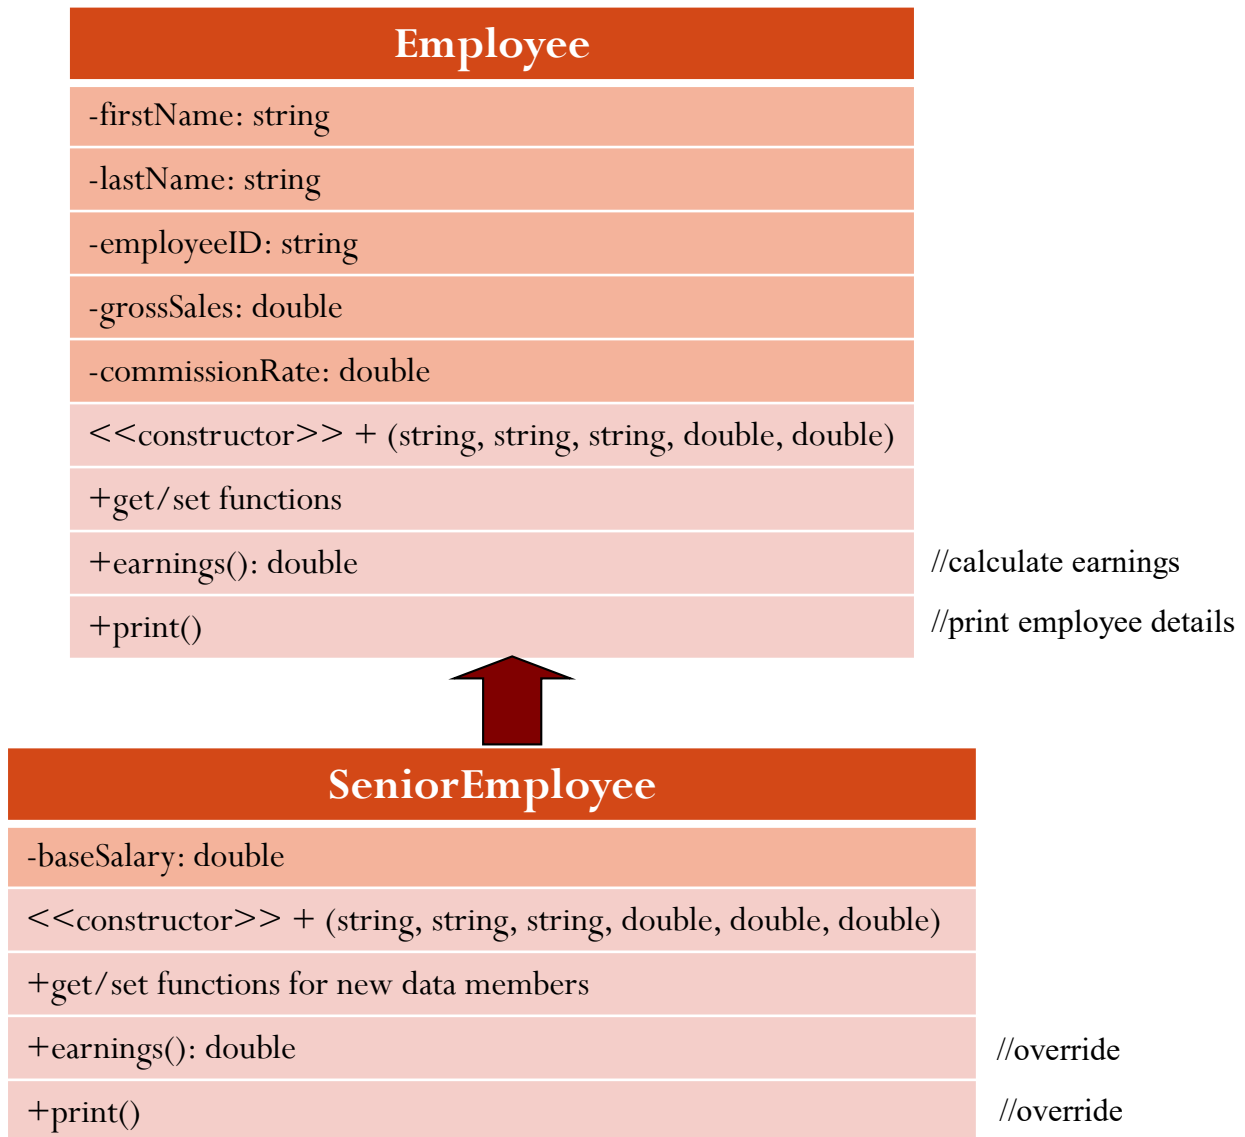 Employee
-firstName: string
-lastName: string
-employeeID: string
-grossSales: double
-commissionRate: double
<<constructor>> + (string, string, string, double, double)
+get/set functions
+earnings(): double //calculate earnings
+print() //print employee details
SeniorEmployee
-baseSalary: double
<<constructor>> + (string, string, string, double, double, double)
+get/set functions for new data members
+earnings(): double //override
+print() //override